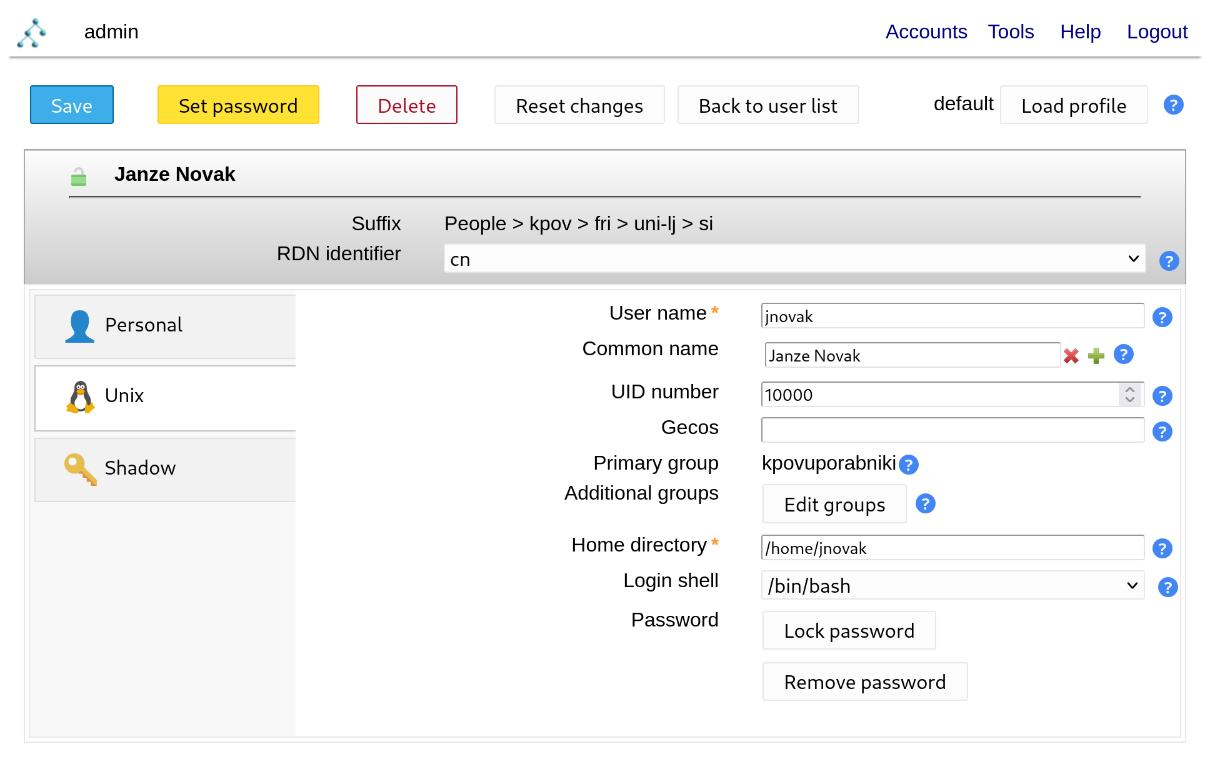 admin Accounts Tools Help Logout
Save Set password Delete Reset changes Back to user list default Load profile ?
Janze Novak
Suffix People > kpov > fri > uni-lj > si
RDN identifier cn ?
Personal
Unix
Shadow
User name * jnovak ?
Common name Janze Novak ?
UID number 10000 ?
Gecos ?
Primary group kpovuporabniki ?
Additional groups Edit groups ?
Home directory * /home/jnovak ?
Login shell /bin/bash ?
Password Lock password
Remove password